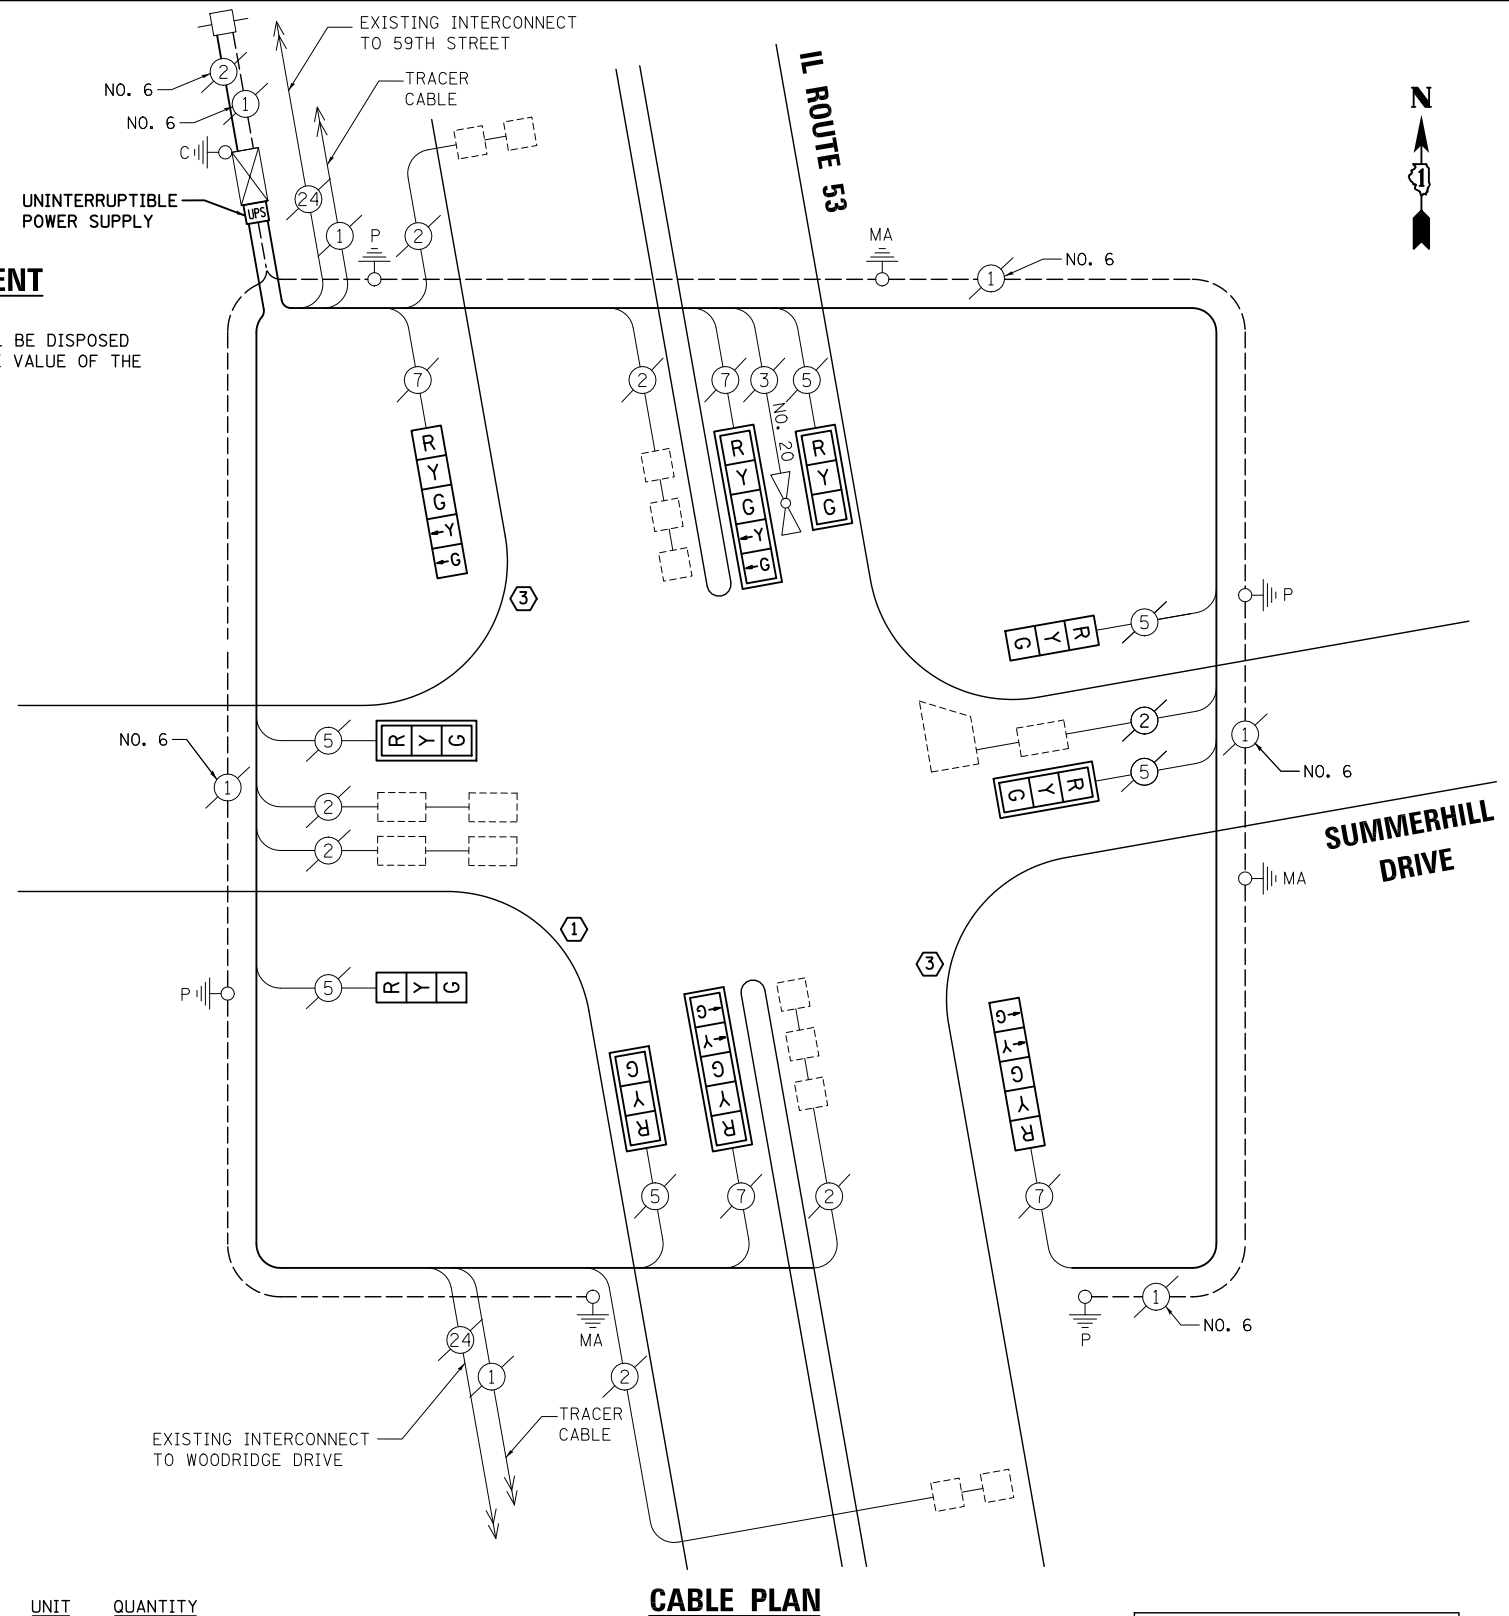 EXISTING INTERCONNECT
TO 59TH STREET
TRACER
CABLE
NO. 6
2
NO. 6
1
C
UNINTERRUPTIBLE
POWER SUPPLY
UPS
24
1
P
2
IL ROUTE 53
MA
1
NO. 6
N
1
ENT
BE DISPOSED
VALUE OF THE
7
2
7
3
5
NO. 20
R
Y
G
Y
G
R
Y
G
Y
G
R
Y
G
3
P
5
R Y G
2
5
R Y G
1
NO. 6
SUMMERHILL
DRIVE
MA
NO. 6
1
5
R Y G
2
2
1
3
P
5
R Y G
G
Y
R
G
Y
G
Y
R
G
Y
G
Y
R
5
7
2
7
MA
1
NO. 6
P
24
1
2
TRACER
CABLE
EXISTING INTERCONNECT
TO WOODRIDGE DRIVE
CABLE PLAN
UNIT QUANTITY